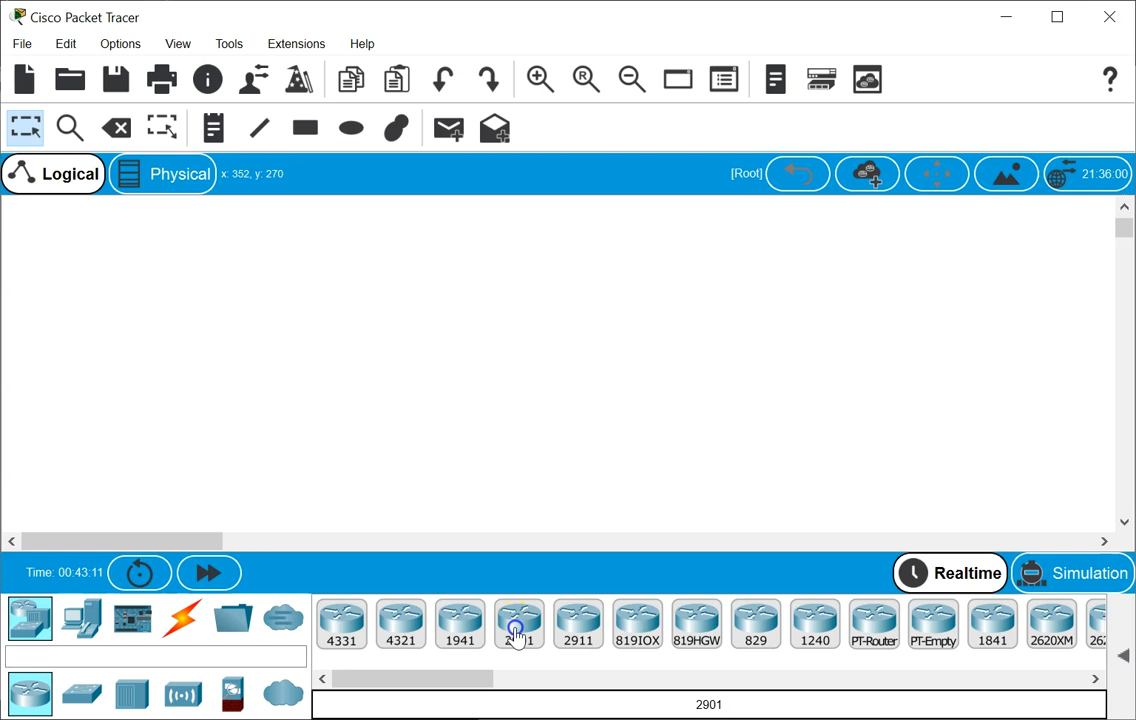 Cisco Packet Tracer
File Edit Options View Tools Extensions Help
R
?
Logical Physical x: 352, y: 270 [Root] 21:36:00
Time: 00:43:11 Realtime Simulation
4331 4321 1941 2911 819IOX 819HGW 829 1240 PT-Router PT-Empty 1841 2620XM
2901